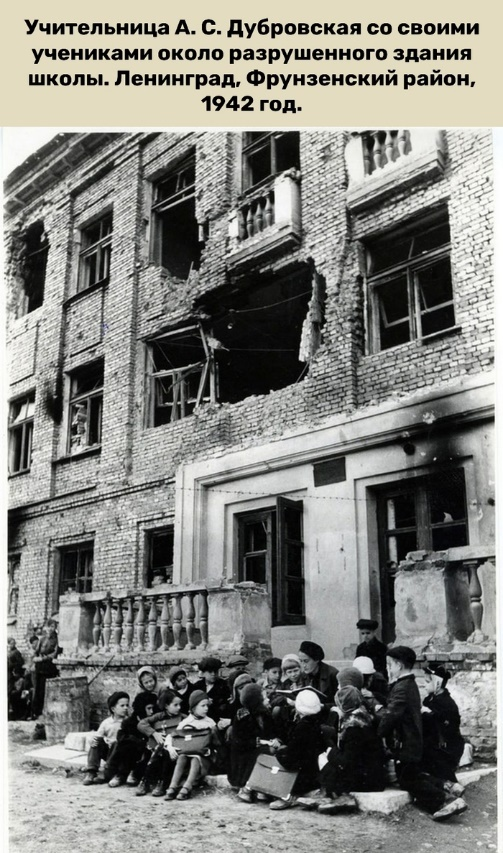 Учительница А. С. Дубровская со своими
учениками около разрушенного здания
школы. Ленинград, Фрунзенский район,
1942 год.